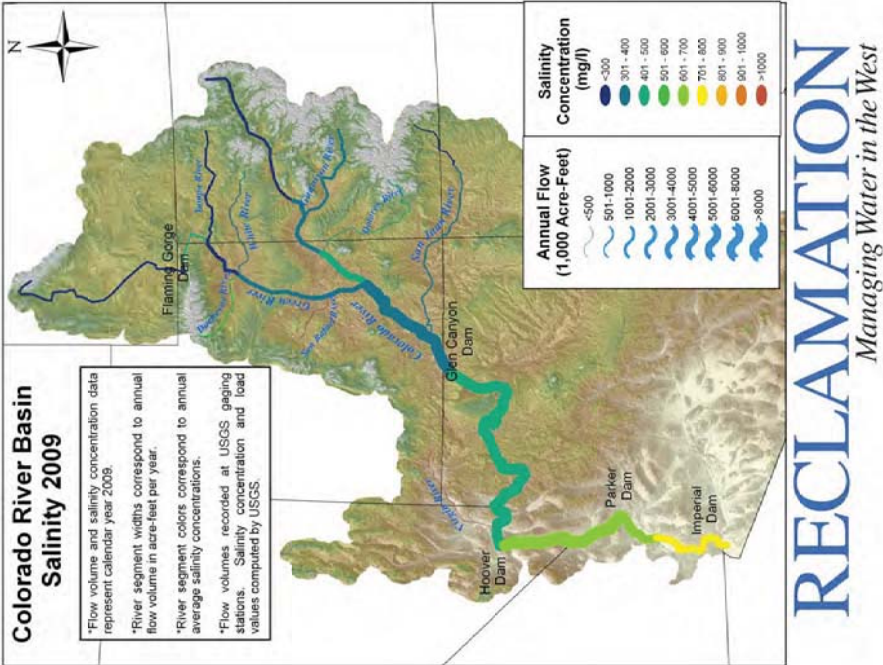 Colorado River Basin
Salinity 2009
*Flow volume and salinity concentration data
represent calendar year 2009.
*River segment widths correspond to annual
flow volume in acre-feet per year.
*River segment colors correspond to annual
average salinity concentrations.
*Flow volumes recorded at USGS gaging
stations. Salinity concentration and load
values computed by USGS.
N
Flaming Gorge
Dam
Yampa River
White River
Duchesne River
Green River
San Rafael River
Gunnison River
Dolores River
Colorado River
San Juan River
Glen Canyon
Dam
Virgin River
Hoover
Dam
Parker
Dam
Imperial
Dam
Annual Flow
(1,000 Acre-Feet)
<500
501-1000
1001-2000
2001-3000
3001-4000
4001-5000
5001-6000
6001-8000
>8000
Salinity
Concentration
(mg/l)
<300
301 - 400
401 - 500
501 - 600
601 - 700
701 - 800
801 - 900
901 - 1000
>1000
RECLAMATION
Managing Water in the West